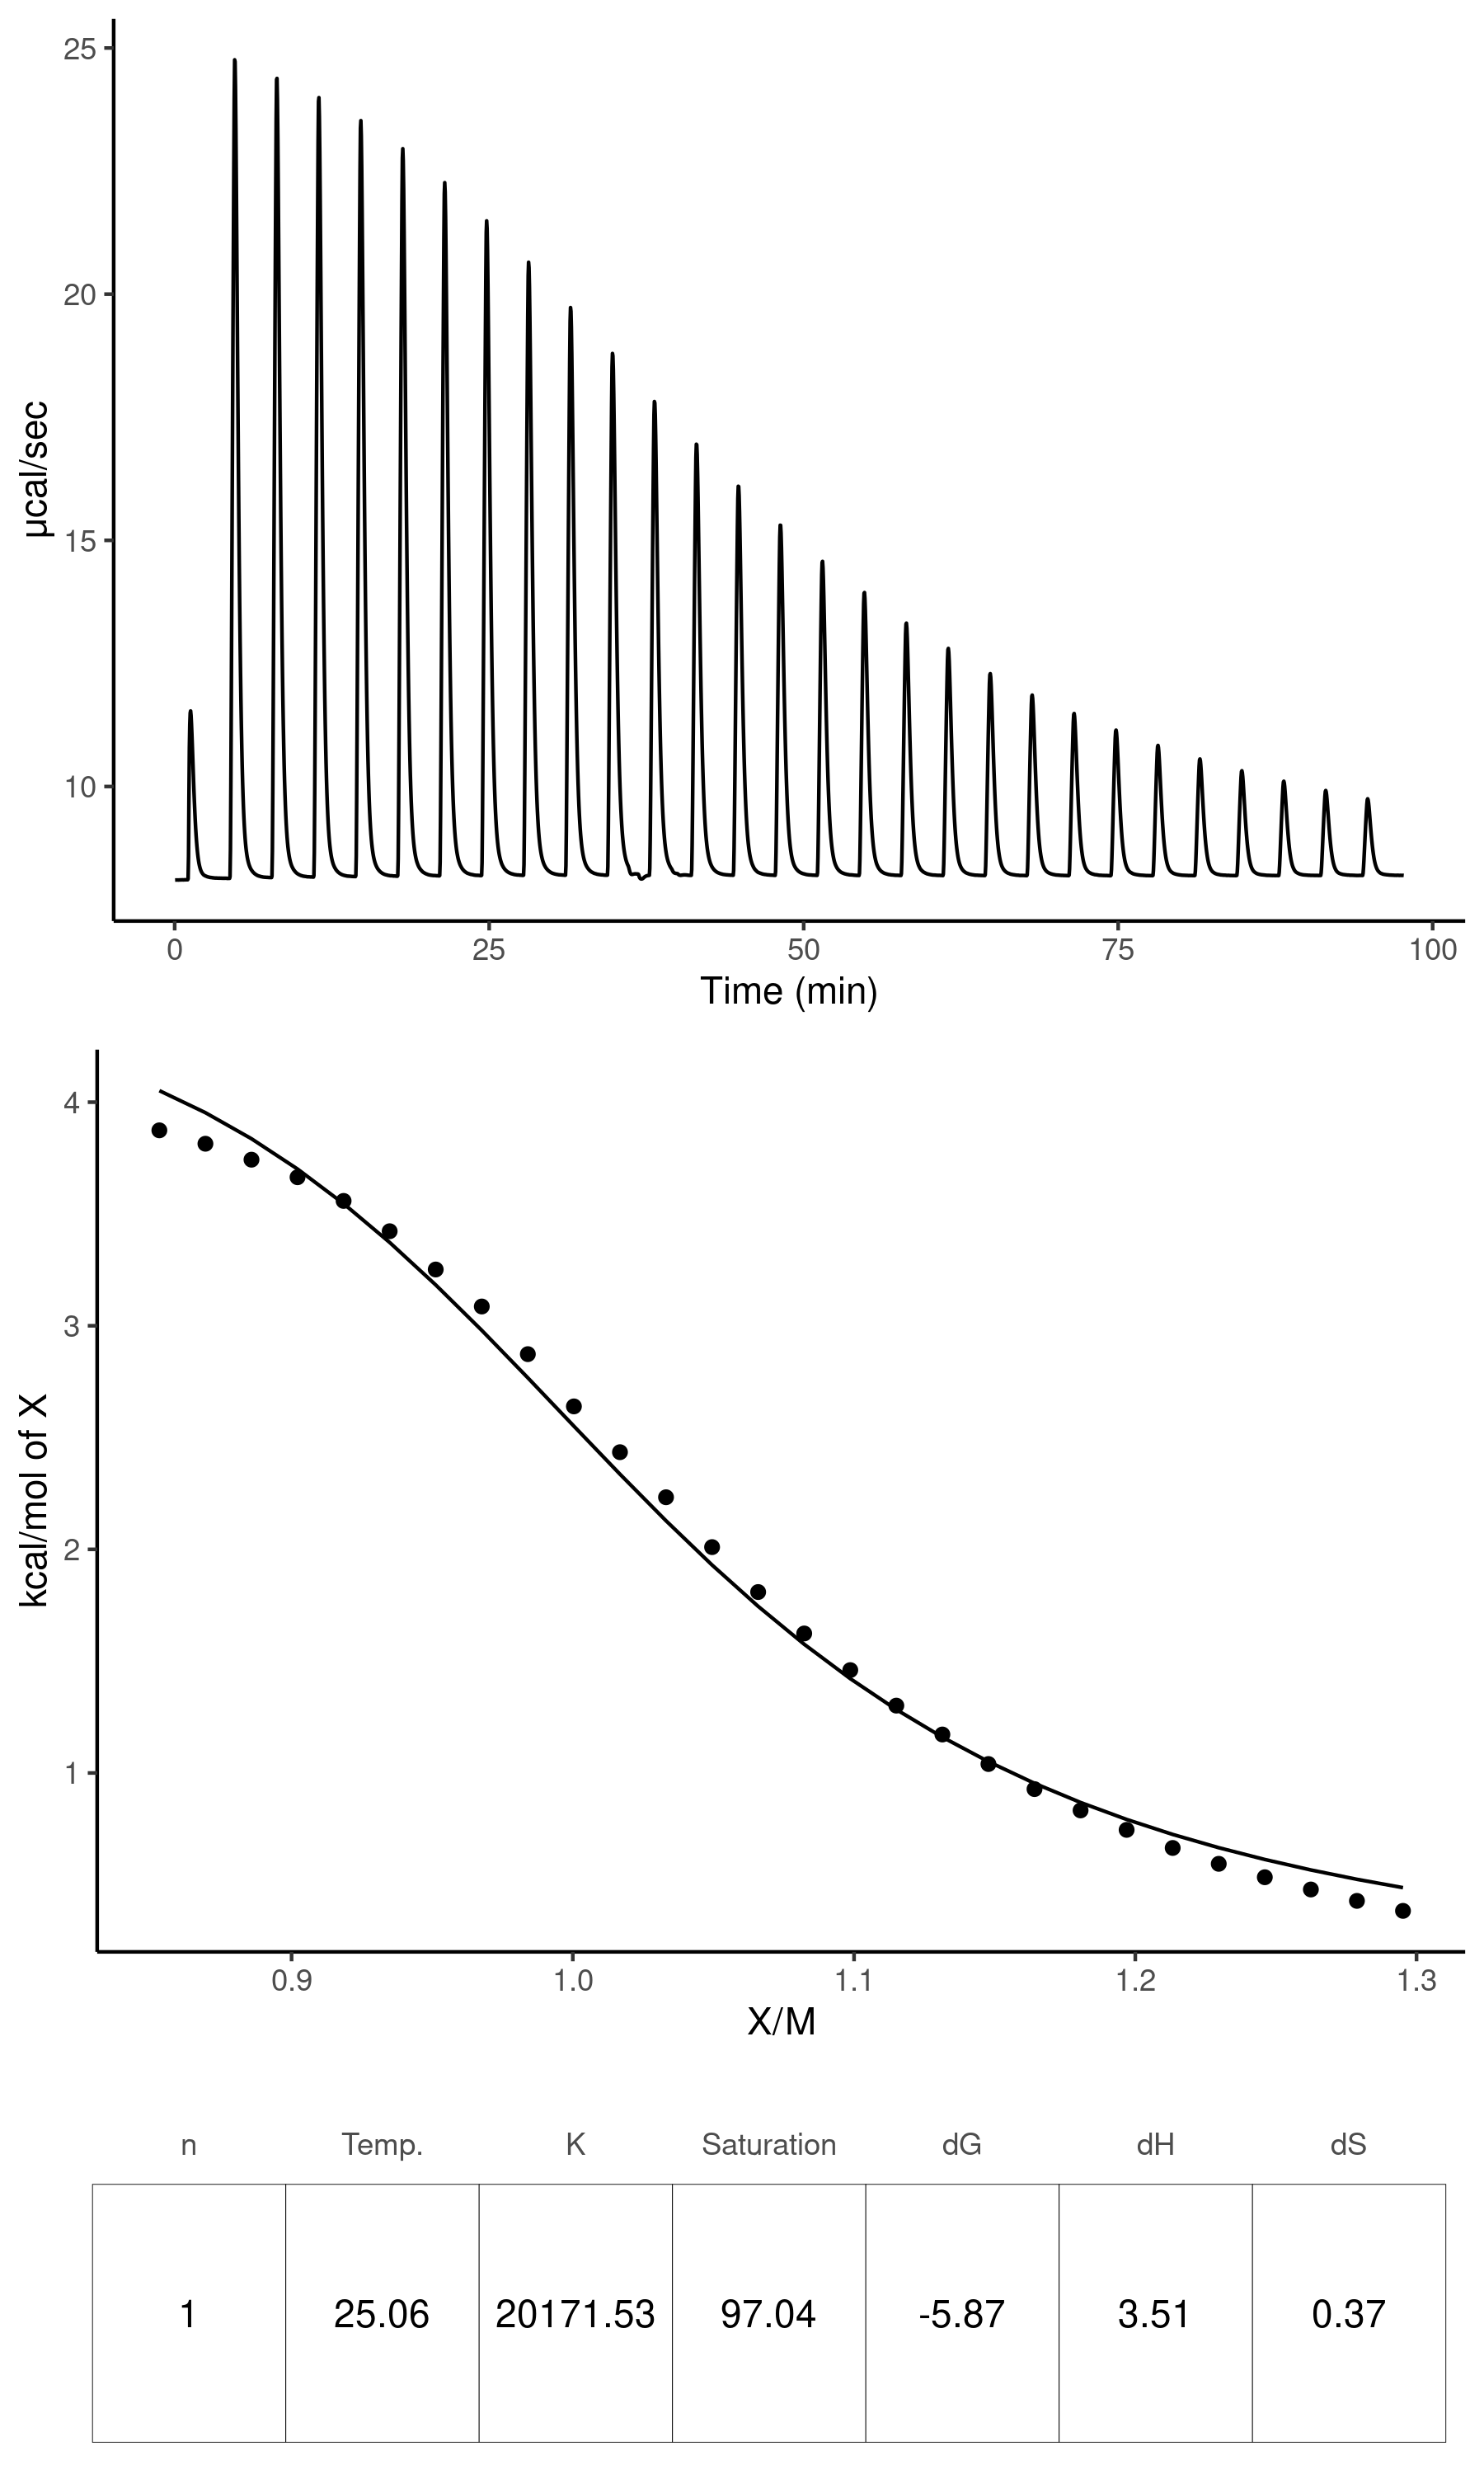 25
20
15
10
µcal/sec
0 25 50 75 100
Time (min)
4
3
2
1
kcal/mol of X
0.9 1.0 1.1 1.2 1.3
X/M
n Temp. K Saturation dG dH dS
1 25.06 20171.53 97.04 -5.87 3.51 0.37